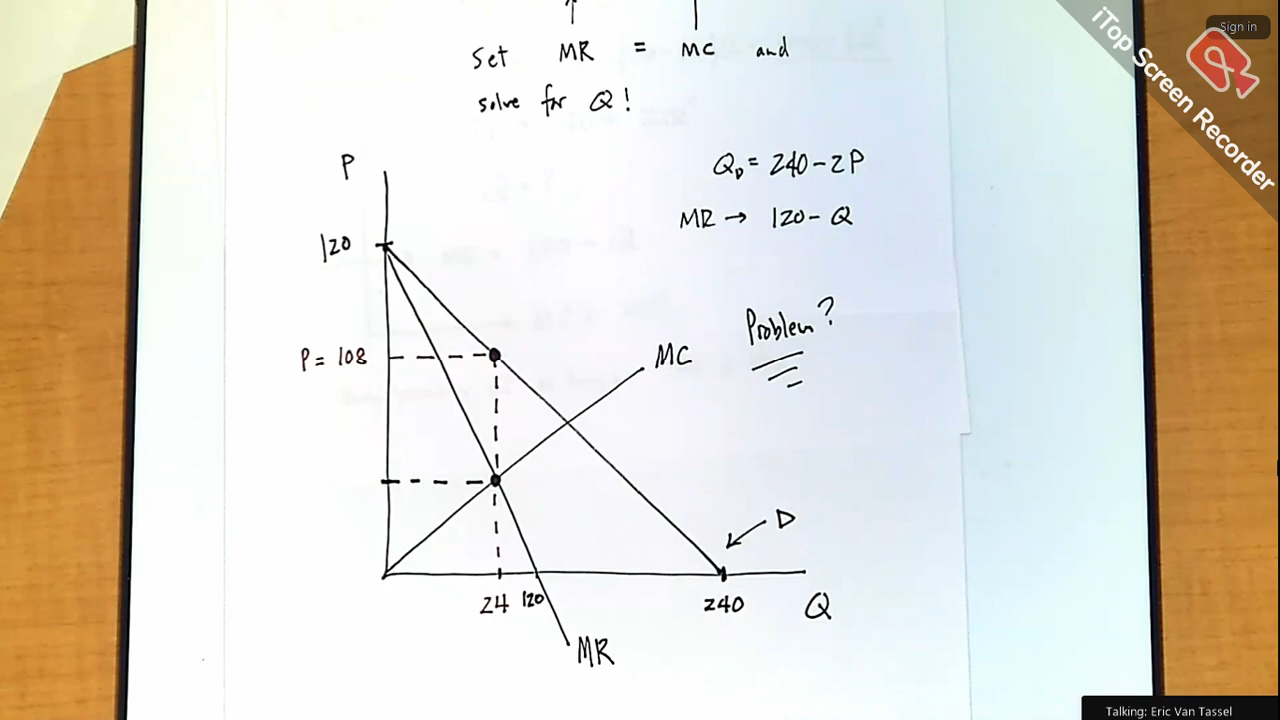 Set MR = MC and
solve for Q!
P
Q_D = 240 - 2P
MR → 120 - Q
120
Problem?
P = 108
MC
D
24
120
240
Q
MR
iTop Screen Recorder
Sign in
Talking: Eric Van Tassel